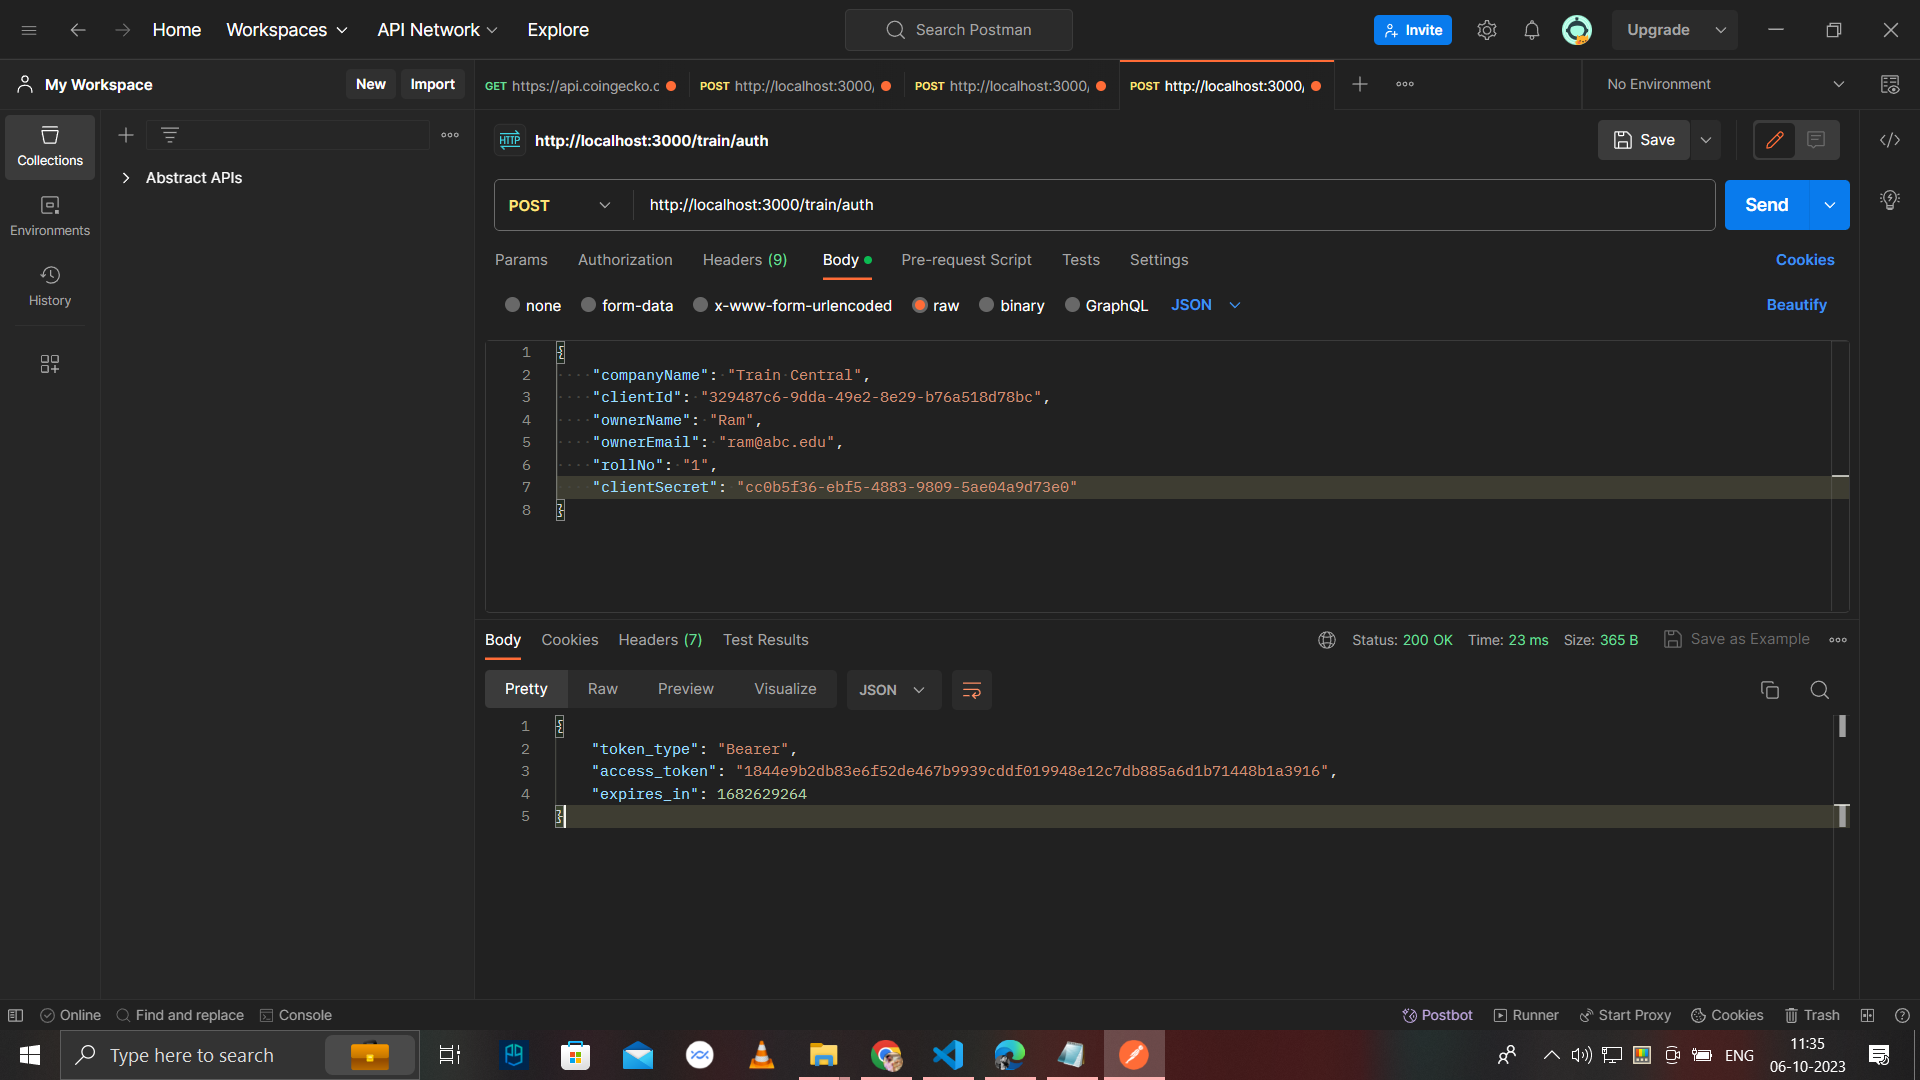 Home
Workspaces
API Network
Explore
Search Postman
Invite
Upgrade
My Workspace
New
Import
GET https://api.coingecko.c
POST http://localhost:3000/
POST http://localhost:3000/
POST http://localhost:3000/
No Environment
Collections
Environments
History
Abstract APIs
HTTP
http://localhost:3000/train/auth
Save
POST
http://localhost:3000/train/auth
Send
Params
Authorization
Headers (9)
Body
Pre-request Script
Tests
Settings
Cookies
none
form-data
x-www-form-urlencoded
raw
binary
GraphQL
JSON
Beautify
1 {
2 "companyName": "Train Central",
3 "clientId": "329487c6-9dda-49e2-8e29-b76a518d78bc",
4 "ownerName": "Ram",
5 "ownerEmail": "ram@abc.edu",
6 "rollNo": "1",
7 "clientSecret": "cc0b5f36-ebf5-4883-9809-5ae04a9d73e0"
8 }
Body
Cookies
Headers (7)
Test Results
Status: 200 OK
Time: 23 ms
Size: 365 B
Save as Example
Pretty
Raw
Preview
Visualize
JSON
1 {
2 "token_type": "Bearer",
3 "access_token": "1844e9b2db83e6f52de467b9939cddf019948e12c7db885a6d1b71448b1a3916",
4 "expires_in": 1682629264
5 }
Online
Find and replace
Console
Postbot
Runner
Start Proxy
Cookies
Trash
Type here to search
ENG
11:35
06-10-2023